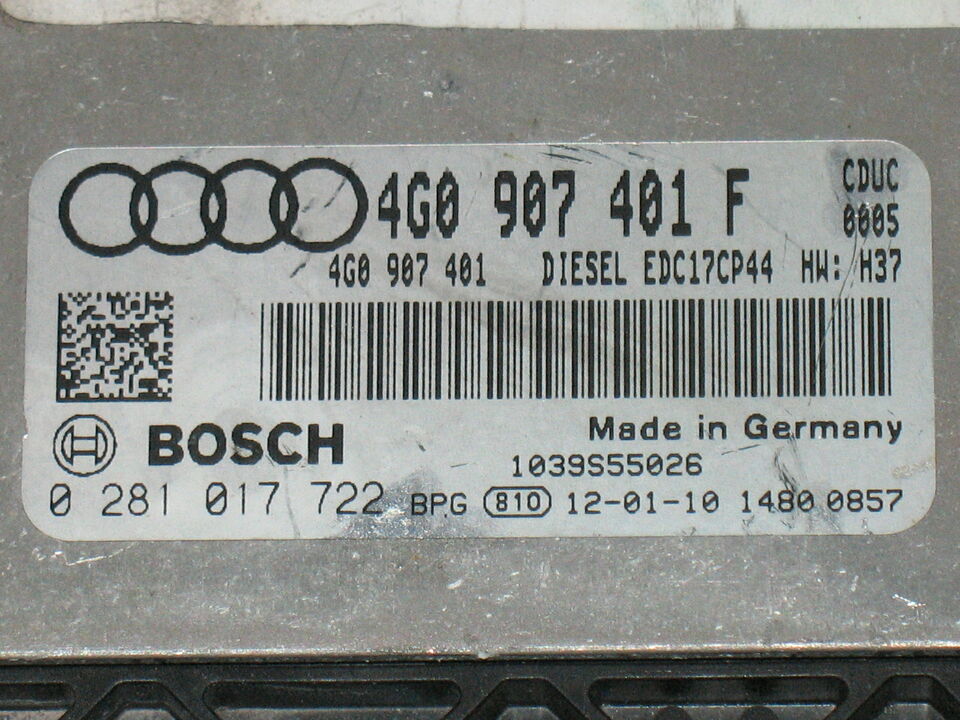 4G0 907 401 F
CDUC
0005
4G0 907 401 DIESEL EDC17CP44 HW: H37
BOSCH
Made in Germany
1039S55026
0 281 017 722 BPG 810 12-01-10 1480 0857